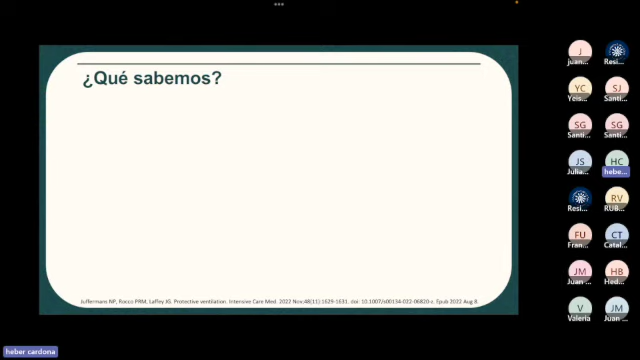 ¿Qué sabemos?
Juffermans NP, Rocco PRM, Laffey JG. Protective ventilation. Intensive Care Med. 2022 Nov;48(11):1629-1631. doi: 10.1007/s00134-022-06820-z. Epub 2022 Aug 8.
J
juan...
Resi...
YC
Yeis...
SJ
Santi...
SG
Santi...
SG
Santi...
JS
Julia...
HC
hebe...
Resi...
RV
RUB...
FU
Fran...
CT
Catal...
JM
Juan ...
HB
Hed...
V
Valeria
JM
Juan ...
heber cardona